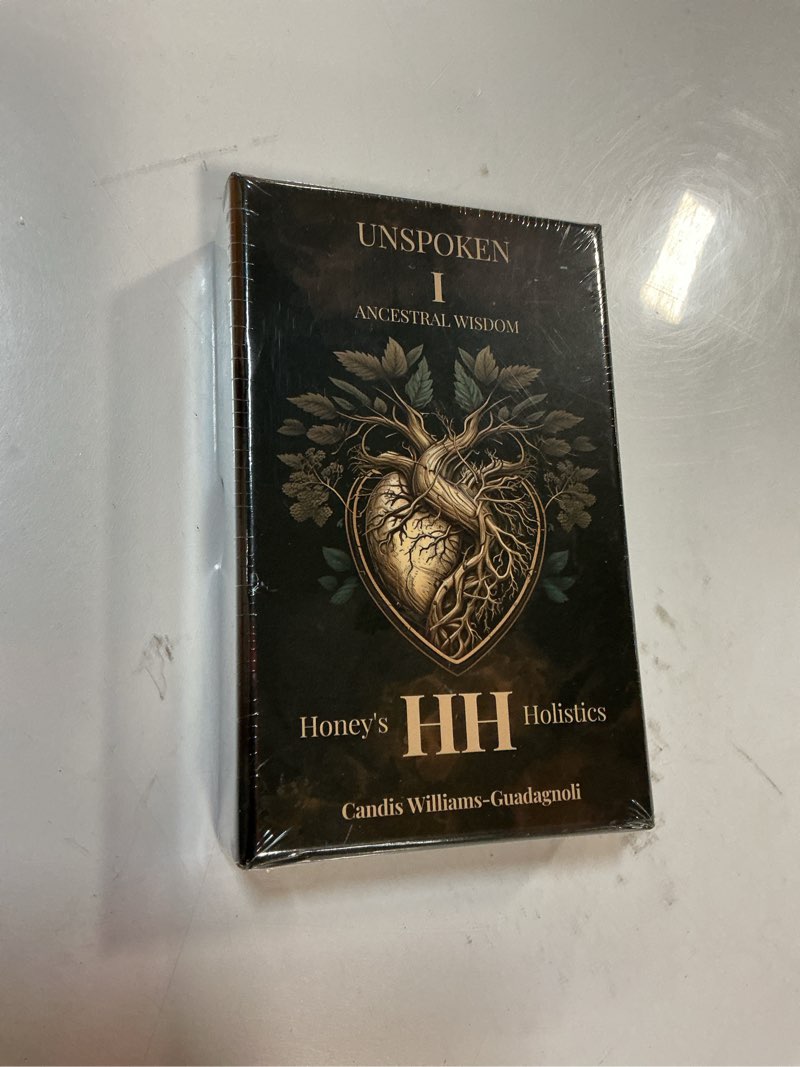 UNSPOKEN
I
ANCESTRAL WISDOM
Honey's HH Holistics
Candis Williams-Guadagnoli